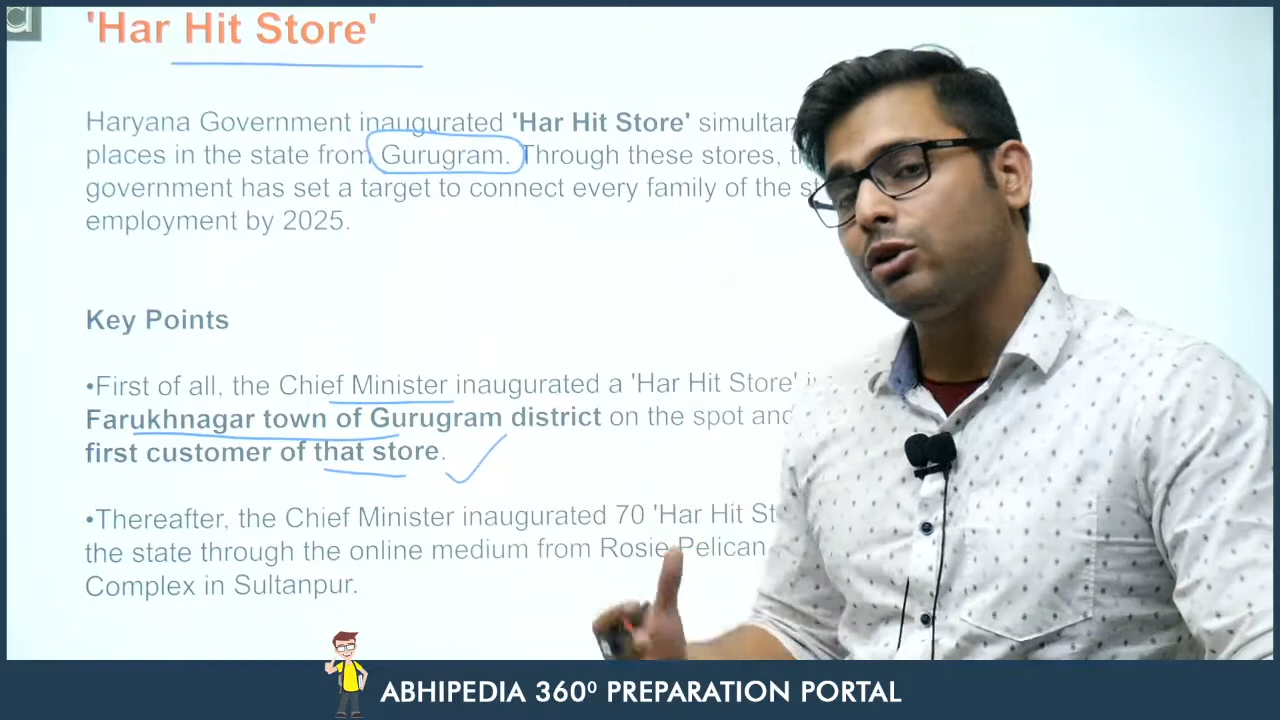 'Har Hit Store'
Haryana Government inaugurated 'Har Hit Store'
places in the state from Gurugram. Through these stores,
government has set a target to connect every family of the
employment by 2025.
Key Points
•First of all, the Chief Minister inaugurated a 'Har Hit Store'
Farukhnagar town of Gurugram district on the spot and
first customer of that store.
•Thereafter, the Chief Minister inaugurated 70 'Har Hit
the state through the online medium from Rosie Pelican
Complex in Sultanpur.
ABHIPEDIA 360⁰ PREPARATION PORTAL